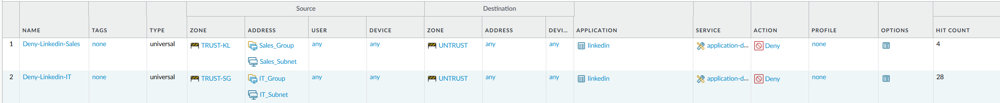 Source Destination
NAME TAGS TYPE ZONE ADDRESS USER DEVICE ZONE ADDRESS DEVI... APPLICATION SERVICE ACTION PROFILE OPTIONS HIT COUNT
1 Deny-Linkedin-Sales none universal TRUST-KL Sales_Group any any UNTRUST any any linkedin application-d... Deny none 4
Sales_Subnet
2 Deny-Linkedin-IT none universal TRUST-SG IT_Group any any UNTRUST any any linkedin application-d... Deny none 28
IT_Subnet